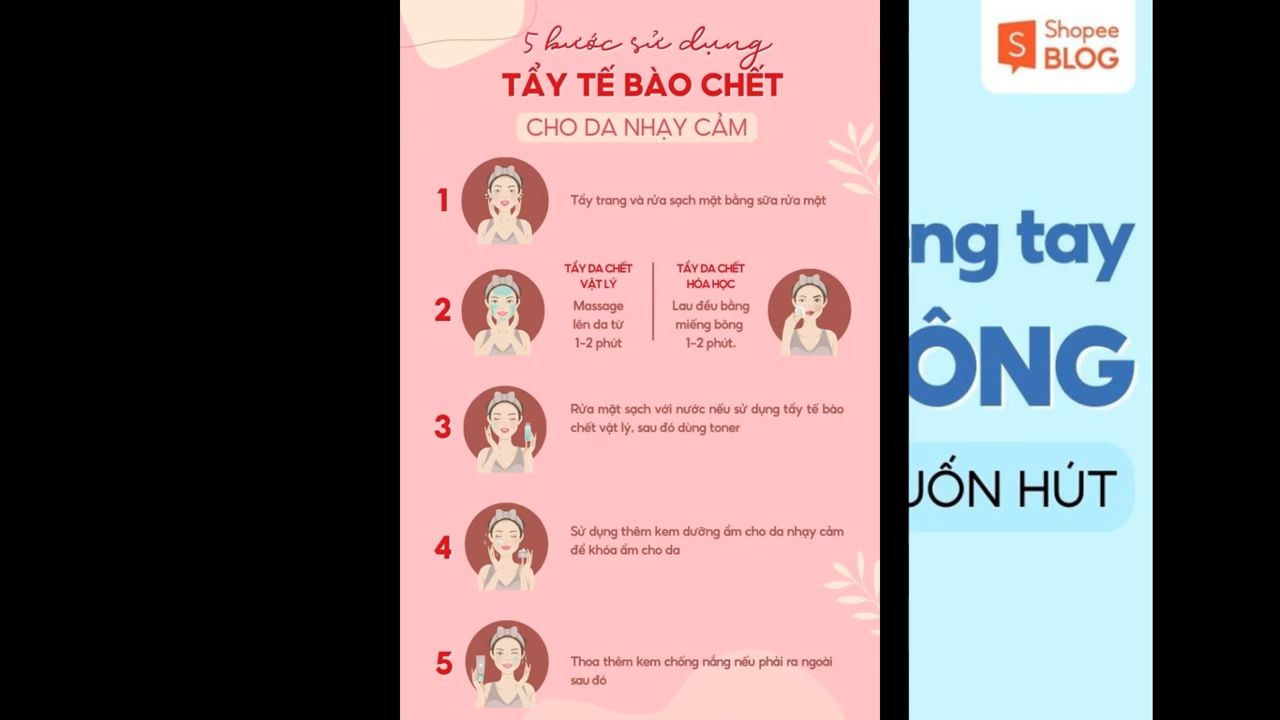 5 bước sử dụng
TẨY TẾ BÀO CHẾT
CHO DA NHẠY CẢM
1
Tẩy trang và rửa sạch mặt bằng sữa rửa mặt
2
TẨY DA CHẾT
VẬT LÝ
Massage
lên da từ
1-2 phút
TẨY DA CHẾT
HÓA HỌC
Lau đều bằng
miếng bông
1-2 phút.
3
Rửa mặt sạch với nước nếu sử dụng tẩy tế bào
chết vật lý, sau đó dùng toner
4
Sử dụng thêm kem dưỡng ẩm cho da nhạy cảm
để khóa ẩm cho da
5
Thoa thêm kem chống nắng nếu phải ra ngoài
sau đó
S
Shopee
BLOG
ng tay
ÔNG
UỐN HÚT